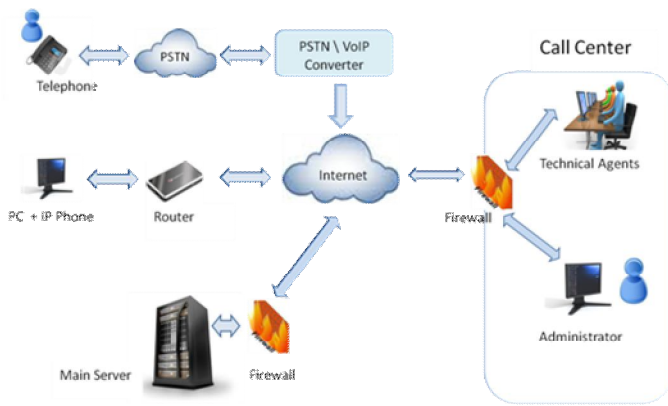 PSTN \ VoIP
Converter
PSTN
Call Center
Telephone
Technical Agents
Internet
PC + IP Phone
Router
Firewall
Administrator
Main Server
Firewall